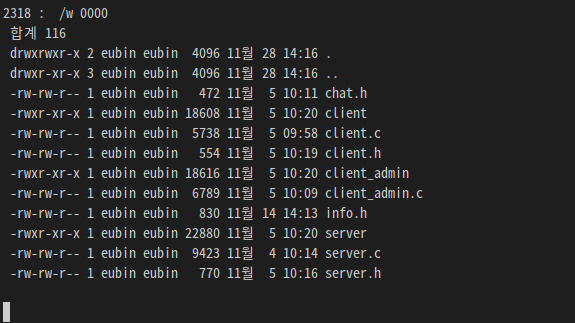 2318 :  /w 0000
합계 116
drwxrwxr-x 2 eubin eubin  4096 11월 28 14:16 .
drwxr-xr-x 3 eubin eubin  4096 11월 28 14:16 ..
-rw-rw-r-- 1 eubin eubin   472 11월  5 10:11 chat.h
-rwxr-xr-x 1 eubin eubin 18608 11월  5 10:20 client
-rw-rw-r-- 1 eubin eubin  5738 11월  5 09:58 client.c
-rw-rw-r-- 1 eubin eubin   554 11월  5 10:19 client.h
-rwxr-xr-x 1 eubin eubin 18616 11월  5 10:20 client_admin
-rw-rw-r-- 1 eubin eubin  6789 11월  5 10:09 client_admin.c
-rw-rw-r-- 1 eubin eubin   830 11월 14 14:13 info.h
-rwxr-xr-x 1 eubin eubin 22880 11월  5 10:20 server
-rw-rw-r-- 1 eubin eubin  9423 11월  4 10:14 server.c
-rw-rw-r-- 1 eubin eubin   770 11월  5 10:16 server.h